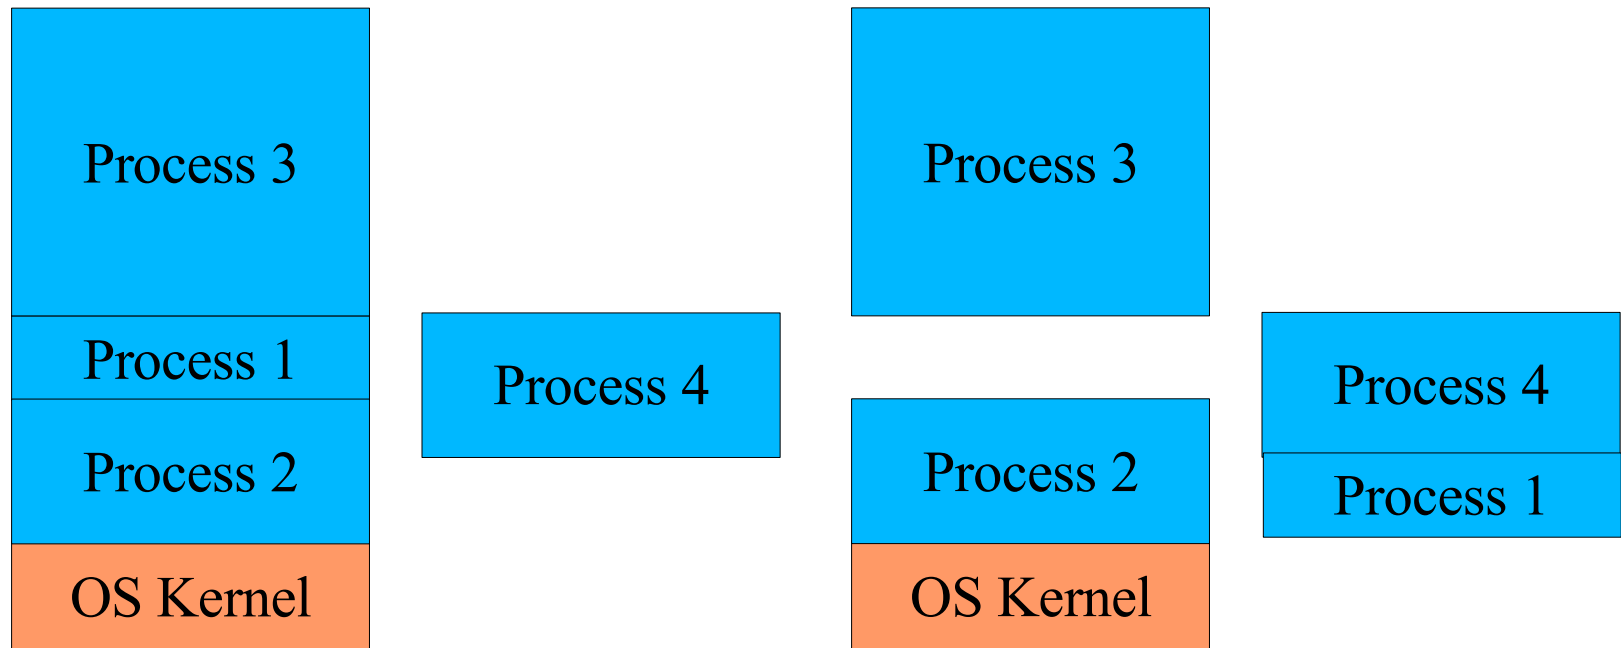 Process 3
Process 1
Process 2
OS Kernel
Process 4
Process 3
Process 2
OS Kernel
Process 4
Process 1